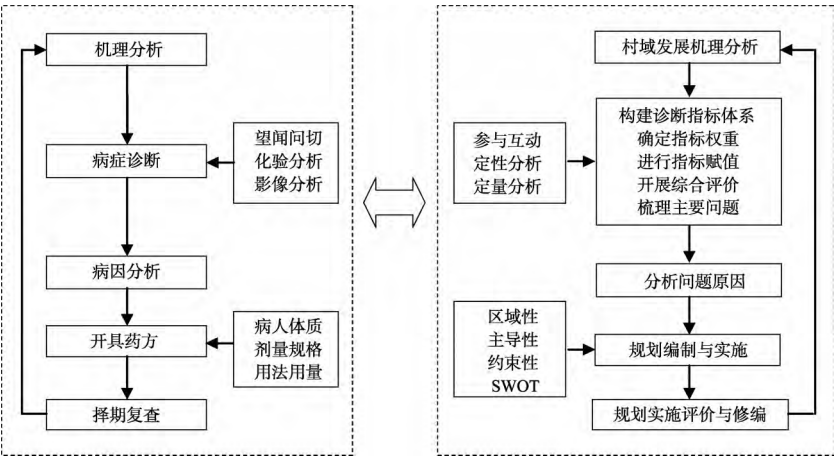 机理分析
病症诊断
望闻问切
化验分析
影像分析
病因分析
开具药方
病人体质
剂量规格
用法用量
择期复查
村域发展机理分析
参与互动
定性分析
定量分析
构建诊断指标体系
确定指标权重
进行指标赋值
开展综合评价
梳理主要问题
分析问题原因
区域性
主导性
约束性
SWOT
规划编制与实施
规划实施评价与修编